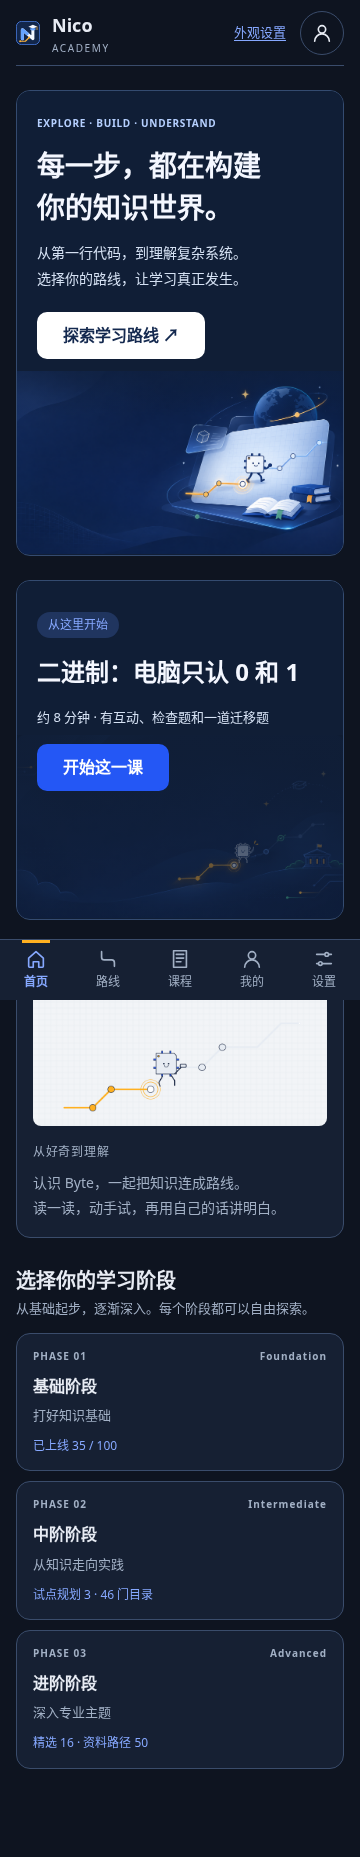 Nico
ACADEMY
外观设置
EXPLORE · BUILD · UNDERSTAND
每一步，都在构建
你的知识世界。
从第一行代码，到理解复杂系统。
选择你的路线，让学习真正发生。
探索学习路线 ↗
从这里开始
二进制：电脑只认 0 和 1
约 8 分钟 · 有互动、检查题和一道迁移题
开始这一课
首页
路线
课程
我的
设置
从好奇到理解
认识 Byte，一起把知识连成路线。
读一读，动手试，再用自己的话讲明白。
选择你的学习阶段
从基础起步，逐渐深入。每个阶段都可以自由探索。
PHASE 01
Foundation
基础阶段
打好知识基础
已上线 35 / 100
PHASE 02
Intermediate
中阶阶段
从知识走向实践
试点规划 3 · 46 门目录
PHASE 03
Advanced
进阶阶段
深入专业主题
精选 16 · 资料路径 50